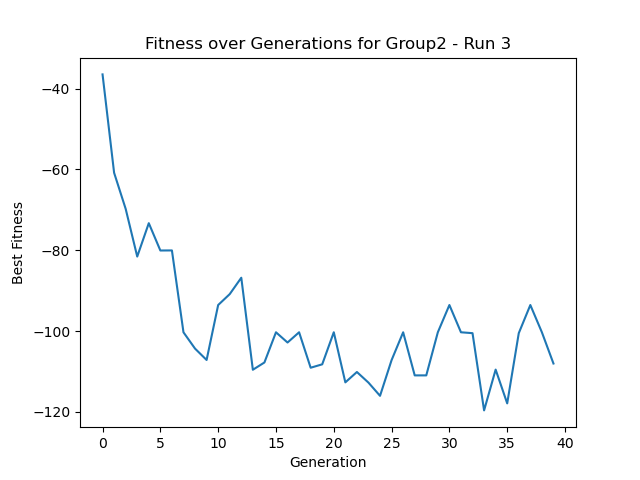 Fitness over Generations for Group2 - Run 3
Best Fitness
−40
−60
−80
−100
−120
0 5 10 15 20 25 30 35 40
Generation